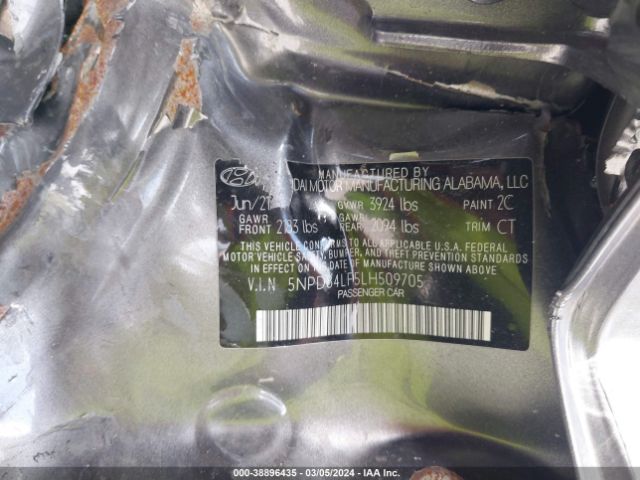 MANUFACTURED BY
DAI MOTOR MANUFACTURING ALABAMA, LLC
GVWR 3924 lbs PAINT 2C
GAWR FRONT lbs GAWR REAR 2094 lbs TRIM CT
THIS VEHICLE CONFORMS TO ALL APPLICABLE U.S.A. FEDERAL
MOTOR VEHICLE SAFETY, BUMPER, AND THEFT PREVENTION STANDARDS
IN EFFECT ON THE DATE OF MANUFACTURE SHOWN ABOVE.
V.I.N
PASSENGER CAR
000-38896435 - 03/05/2024 - IAA Inc.